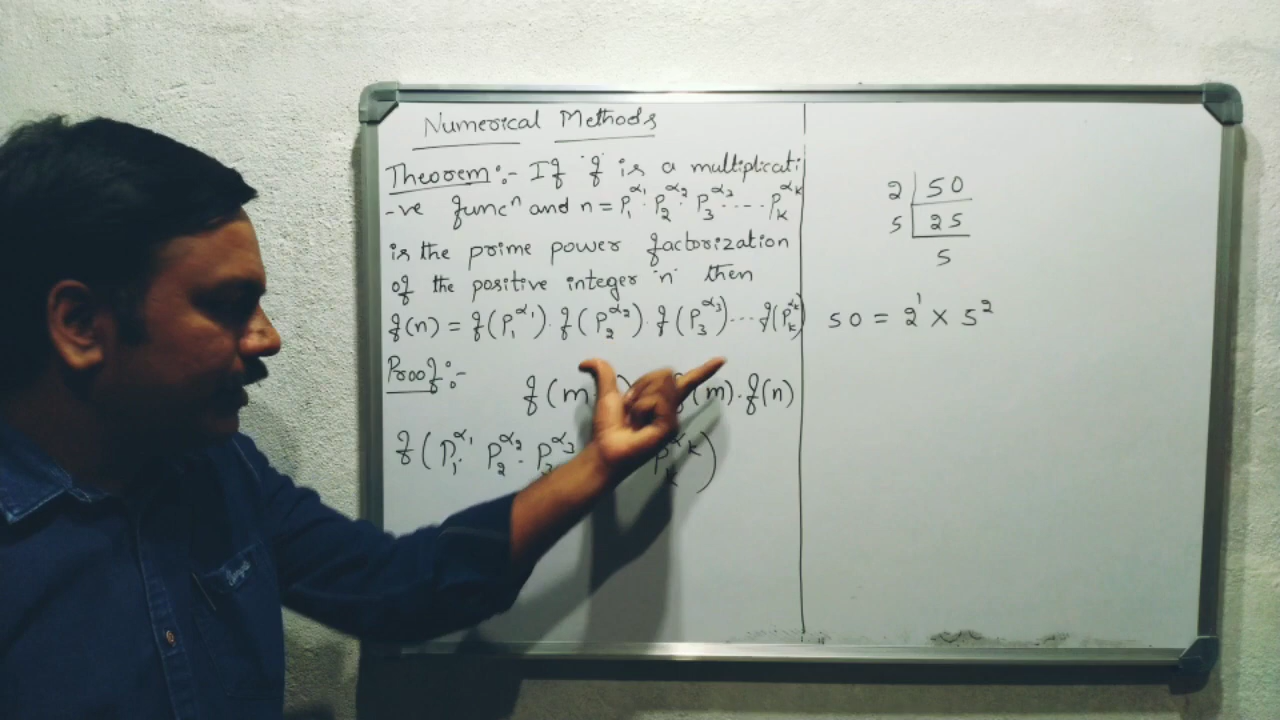 Numerical Methods
Theorem:- If 'f' is a multiplicati
-ve funcⁿ and n = P₁^α₁ · P₂^α₂ · P₃^α₂ ---- P_k^α_k
is the prime power factorization
of the positive integer 'n' then
f(n) = f(P₁^α₁) · f(P₂^α₂) · f(P₃^α₃) --- f(P_k^α_k)
Proof:-
f(m f(m) · f(n)
f(P₁^α₁ · P₂^α₂ · P₃^α₃ P_k^α_k)
2 | 50
5 | 25
5
50 = 2¹ × 5²